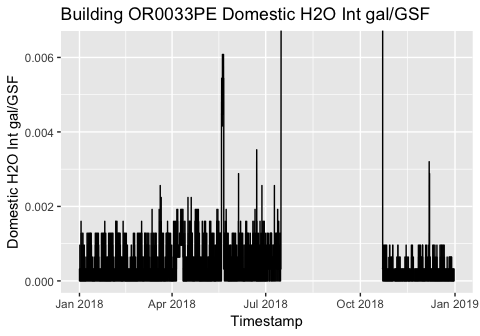 Building OR0033PE Domestic H2O Int gal/GSF
Domestic H2O Int gal/GSF
0.006
0.004
0.002
0.000
Jan 2018
Apr 2018
Jul 2018
Oct 2018
Jan 2019
Timestamp